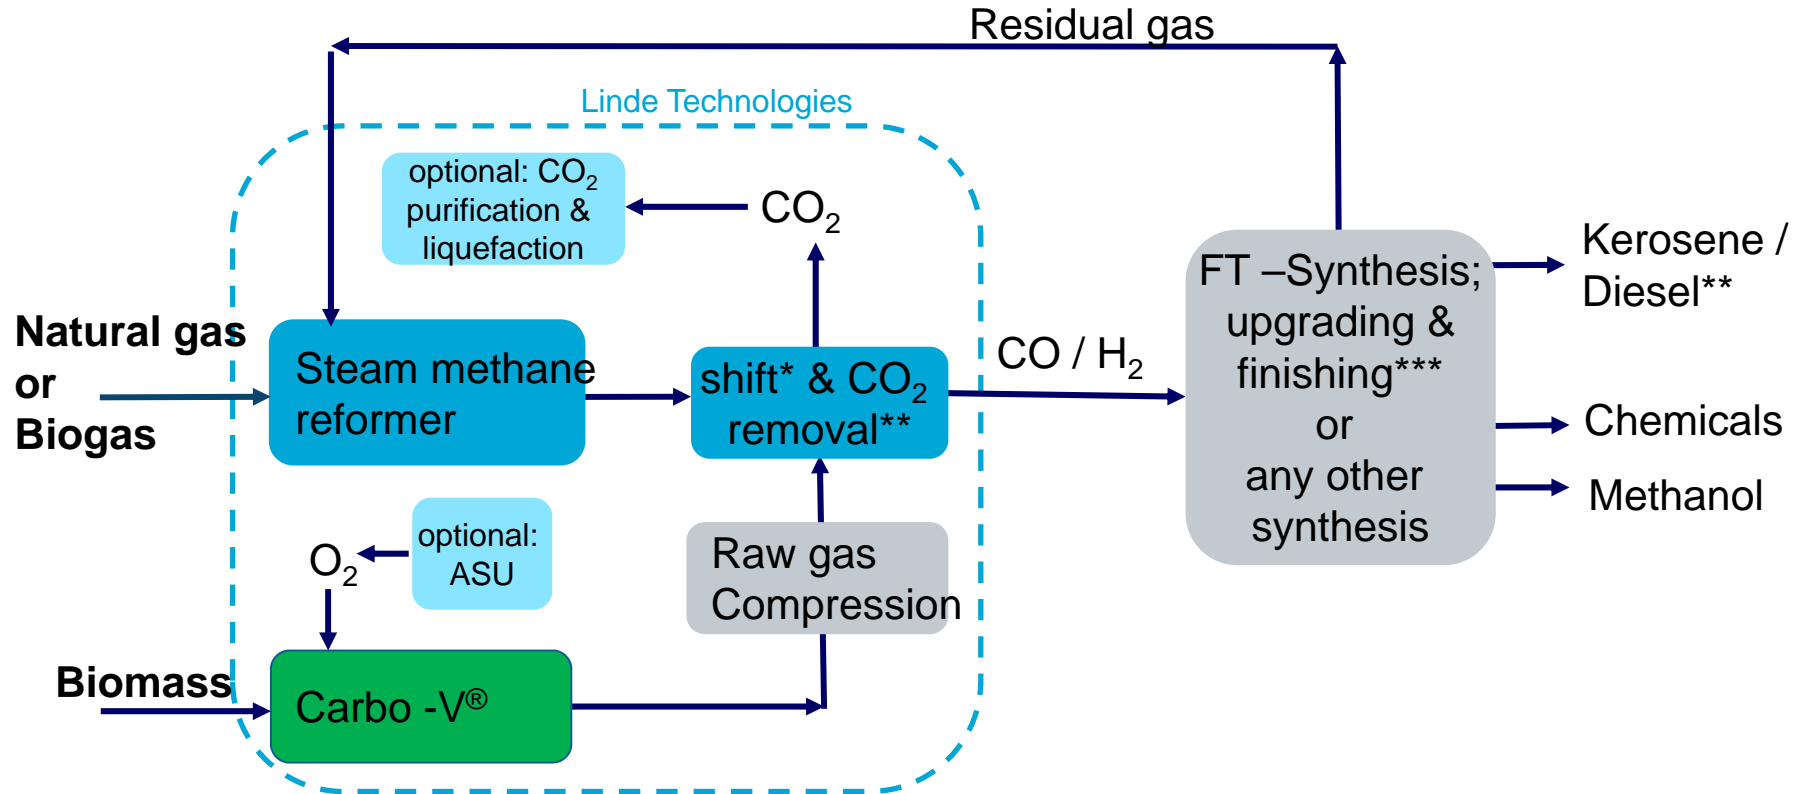 Residual gas
Linde Technologies
optional: CO₂
purification &
liquefaction
CO₂
Kerosene /
Diesel**
FT –Synthesis;
upgrading &
finishing***
or
any other
synthesis
Natural gas
or
Biogas
Steam methane
reformer
shift* & CO₂
removal**
CO / H₂
Chemicals
Methanol
O₂
optional:
ASU
Raw gas
Compression
Biomass
Carbo -V®